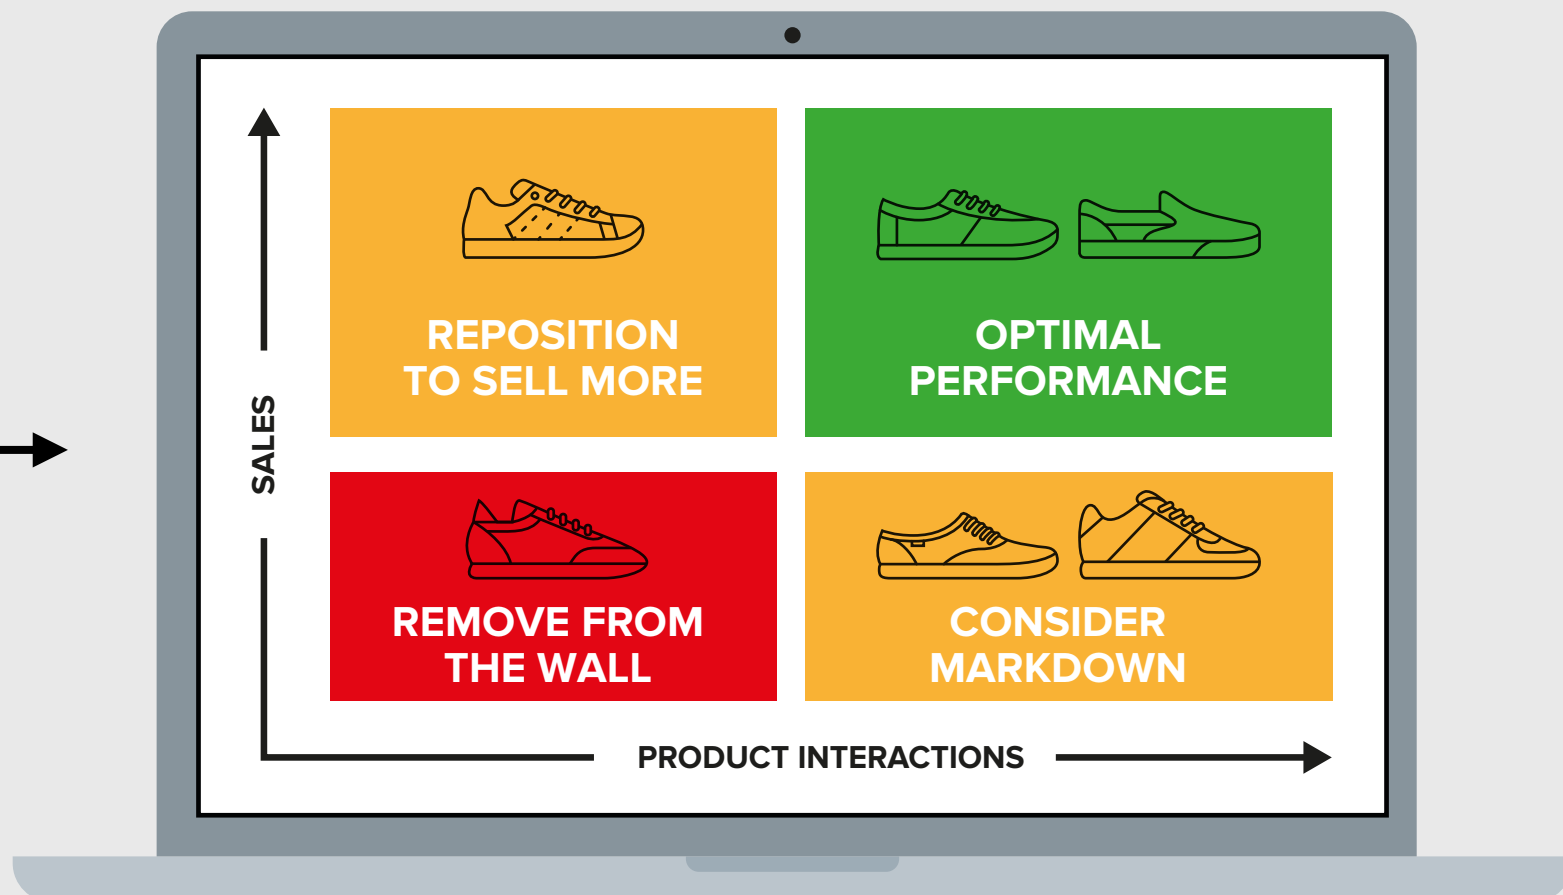 REPOSITION
TO SELL MORE
OPTIMAL
PERFORMANCE
SALES
REMOVE FROM
THE WALL
CONSIDER
MARKDOWN
PRODUCT INTERACTIONS